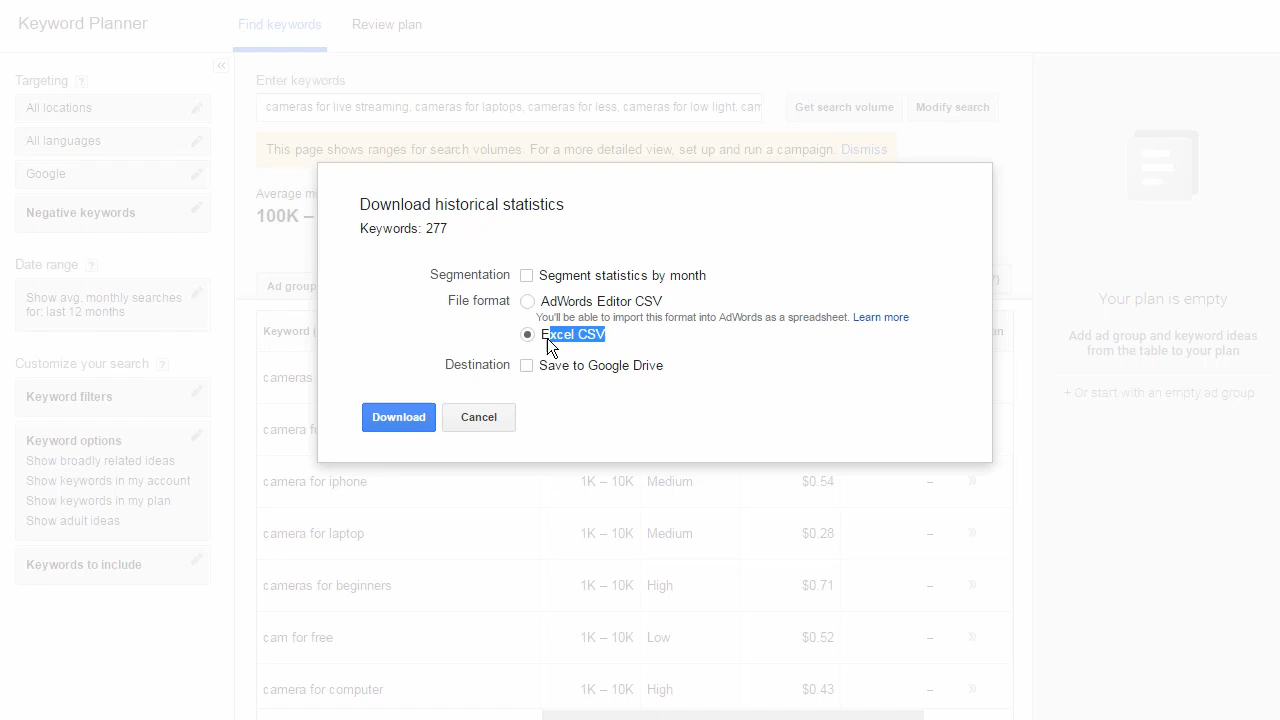 Keyword Planner
Find keywords
Review plan
«
Targeting ?
All locations
All languages
Google
Negative keywords
Date range ?
Show avg. monthly searches
for: last 12 months
Customize your search ?
Keyword filters
Keyword options
Show broadly related ideas
Show keywords in my account
Show keywords in my plan
Show adult ideas
Keywords to include
Enter keywords
cameras for live streaming, cameras for laptops, cameras for less, cameras for low light, cam
Get search volume
Modify search
This page shows ranges for search volumes. For a more detailed view, set up and run a campaign. Dismiss
Average m
100K –
Ad group
Keyword (
Download historical statistics
Keywords: 277
Segmentation
Segment statistics by month
File format
AdWords Editor CSV
You'll be able to import this format into AdWords as a spreadsheet. Learn more
Excel CSV
Destination
Save to Google Drive
Download
Cancel
cameras
camera fo
camera for iphone 1K – 10K Medium $0.54 – »
camera for laptop 1K – 10K Medium $0.28 – »
cameras for beginners 1K – 10K High $0.71 – »
cam for free 1K – 10K Low $0.52 – »
camera for computer 1K – 10K High $0.43 – »
Your plan is empty
Add ad group and keyword ideas
from the table to your plan
+ Or start with an empty ad group